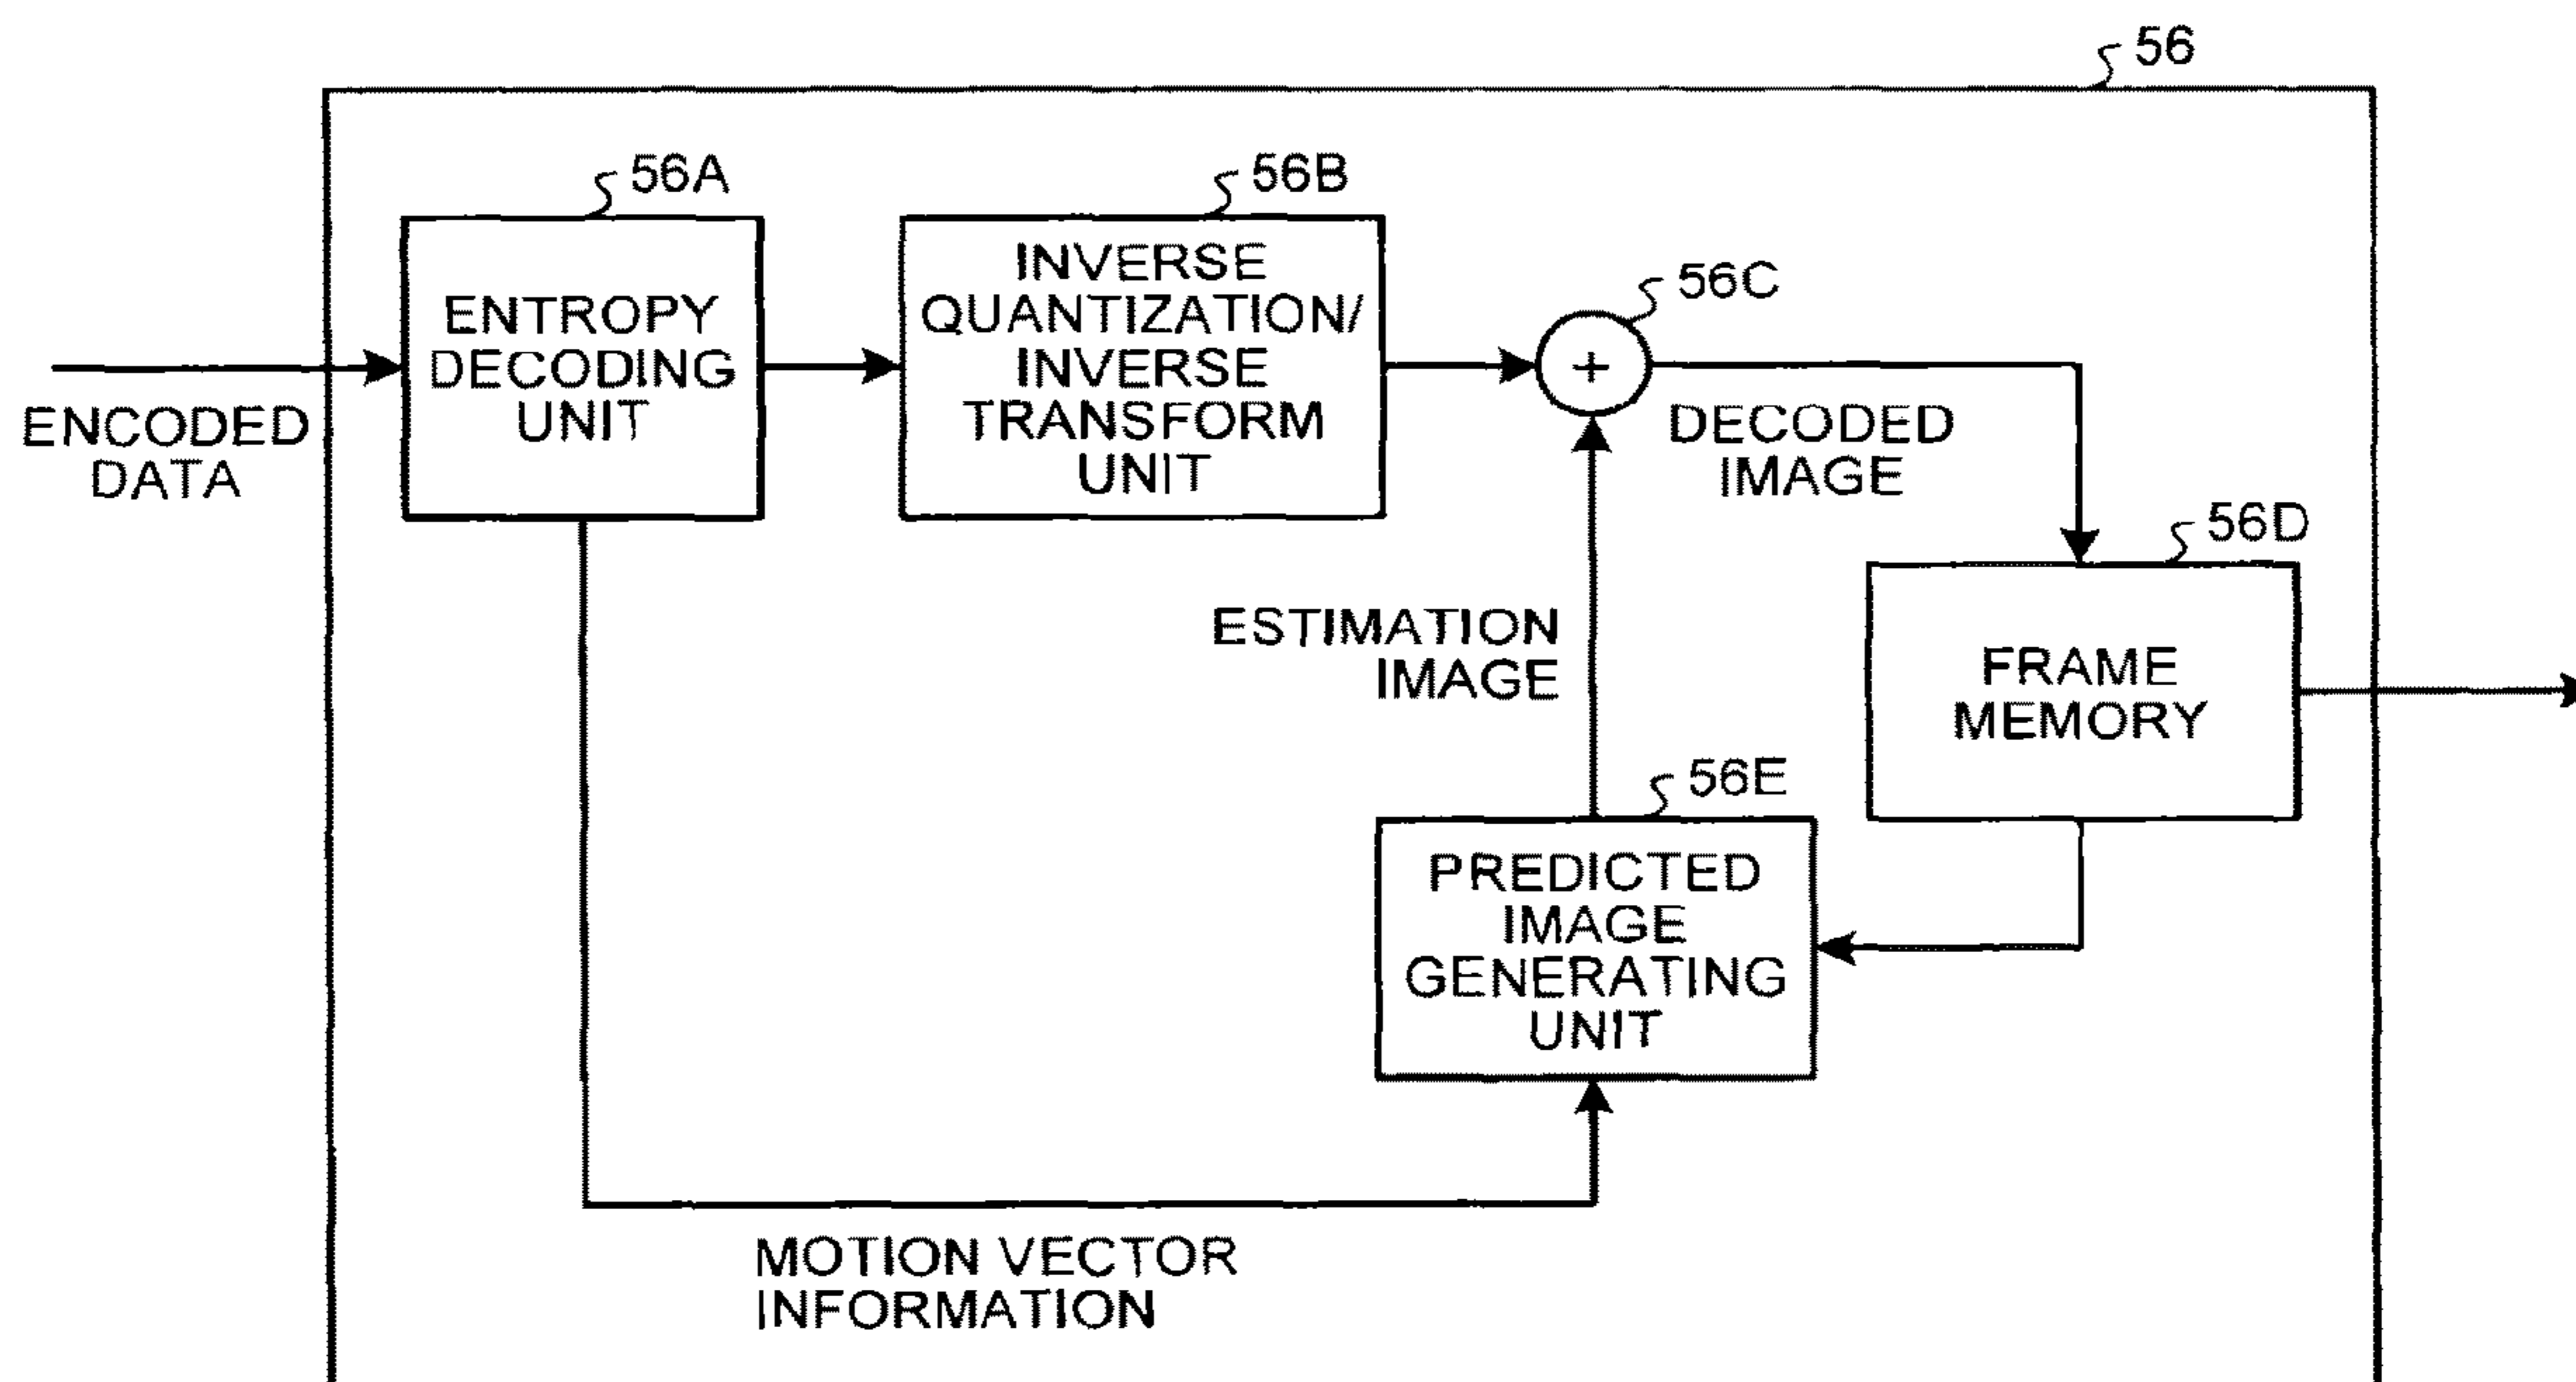 56
56A
56B
ENTROPY
DECODING
UNIT
INVERSE
QUANTIZATION/
INVERSE
TRANSFORM
UNIT
56C
+
ENCODED
DATA
DECODED
IMAGE
56D
ESTIMATION
IMAGE
FRAME
MEMORY
56E
PREDICTED
IMAGE
GENERATING
UNIT
MOTION VECTOR
INFORMATION